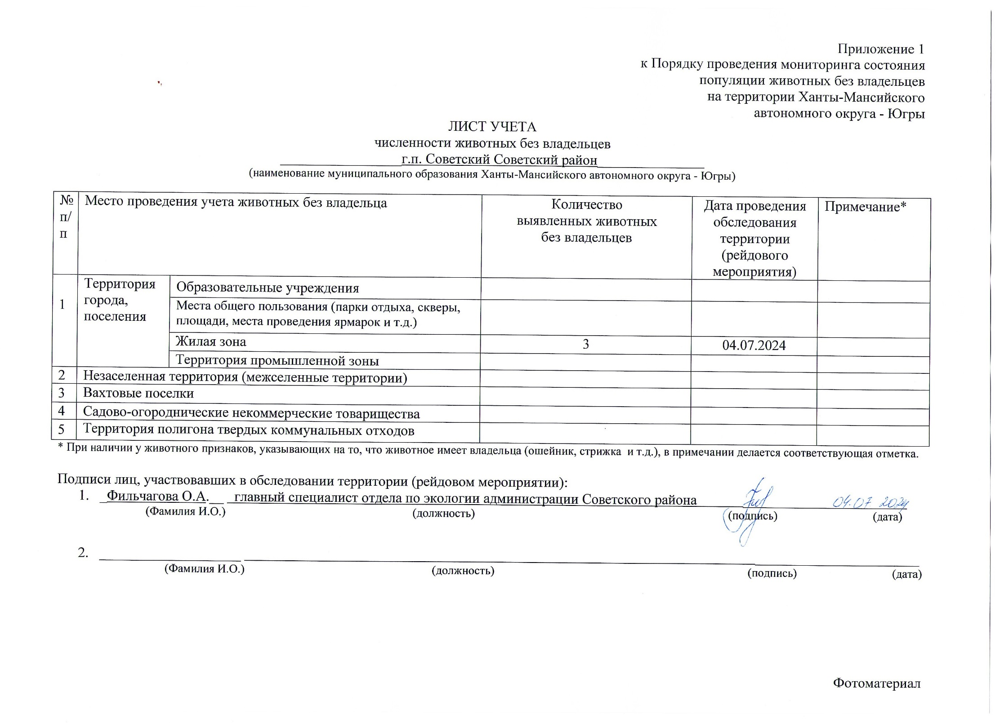 Приложение 1
к Порядку проведения мониторинга состояния
популяции животных без владельцев
на территории Ханты-Мансийского
автономного округа - Югры
ЛИСТ УЧЕТА
численности животных без владельцев
г.п. Советский Советский район
(наименование муниципального образования Ханты-Мансийского автономного округа - Югры)
№ п/п
Место проведения учета животных без владельца
Количество
выявленных животных
без владельцев
Дата проведения
обследования
территории
(рейдового
мероприятия)
Примечание*
1
Территория
города,
поселения
Образовательные учреждения
Места общего пользования (парки отдыха, скверы,
площади, места проведения ярмарок и т.д.)
Жилая зона 3 04.07.2024
Территория промышленной зоны
2 Незаселенная территория (межселенные территории)
3 Вахтовые поселки
4 Садово-огороднические некоммерческие товарищества
5 Территория полигона твердых коммунальных отходов
* При наличии у животного признаков, указывающих на то, что животное имеет владельца (ошейник, стрижка и т.д.), в примечании делается соответствующая отметка.
Подписи лиц, участвовавших в обследовании территории (рейдовом мероприятии):
1. Фильчагова О.А. главный специалист отдела по экологии администрации Советского района 04.07.2024
(Фамилия И.О.) (должность) (подпись) (дата)
2.
(Фамилия И.О.) (должность) (подпись) (дата)
Фотоматериал